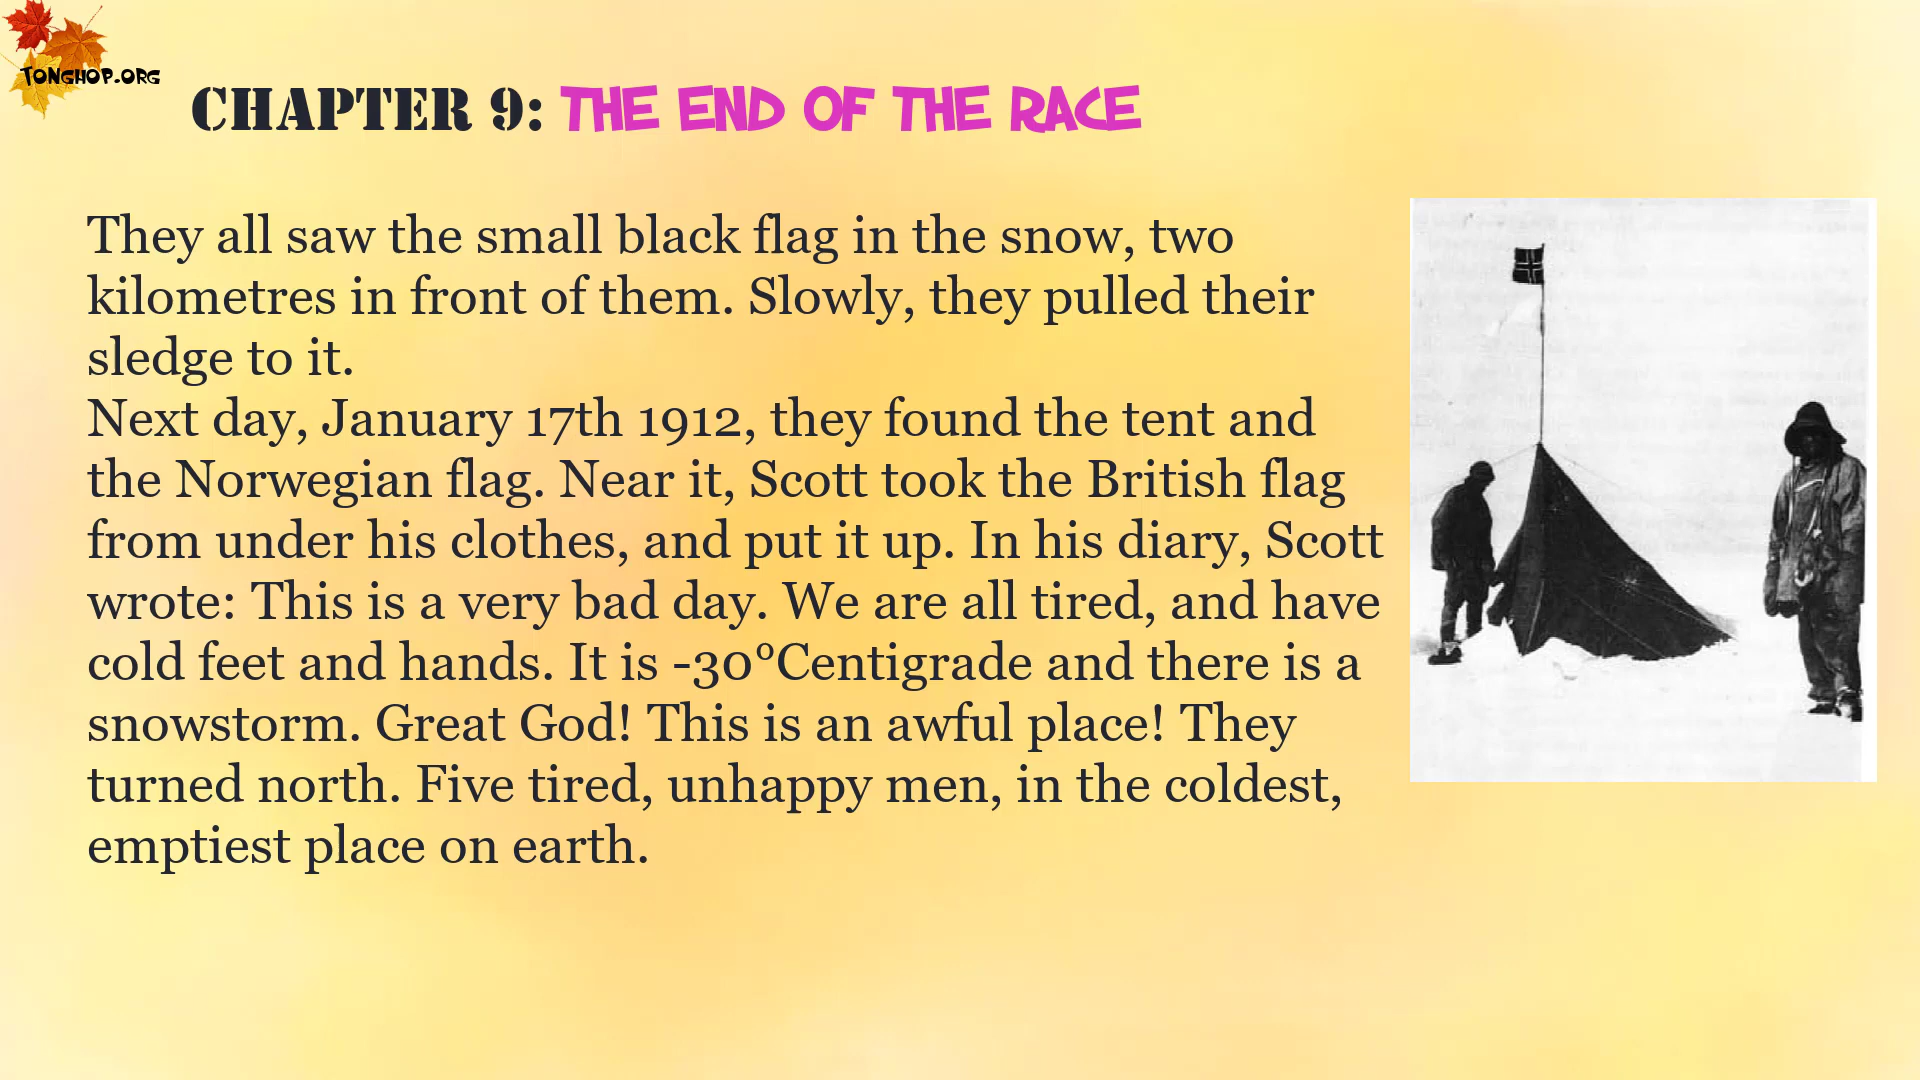 TONGHOP.ORG
CHAPTER 9: THE END OF THE RACE
They all saw the small black flag in the snow, two
kilometres in front of them. Slowly, they pulled their
sledge to it.
Next day, January 17th 1912, they found the tent and
the Norwegian flag. Near it, Scott took the British flag
from under his clothes, and put it up. In his diary, Scott
wrote: This is a very bad day. We are all tired, and have
cold feet and hands. It is -30°Centigrade and there is a
snowstorm. Great God! This is an awful place! They
turned north. Five tired, unhappy men, in the coldest,
emptiest place on earth.